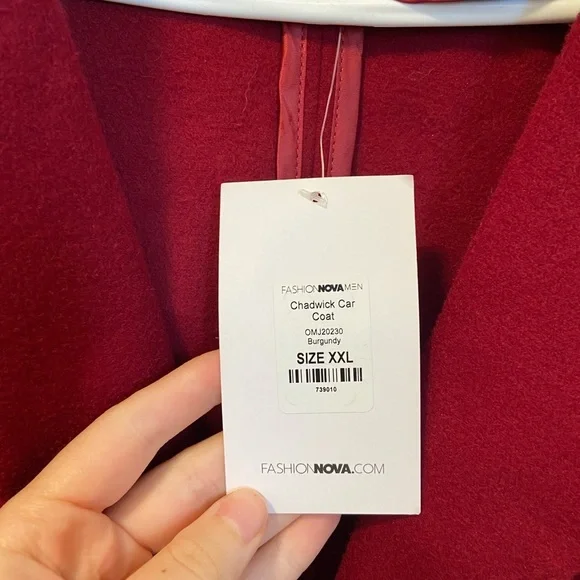 FASHIONNOVAMEN
Chadwick Car
Coat
OMJ20230
Burgundy
SIZE XXL
739010
FASHIONNOVA.COM